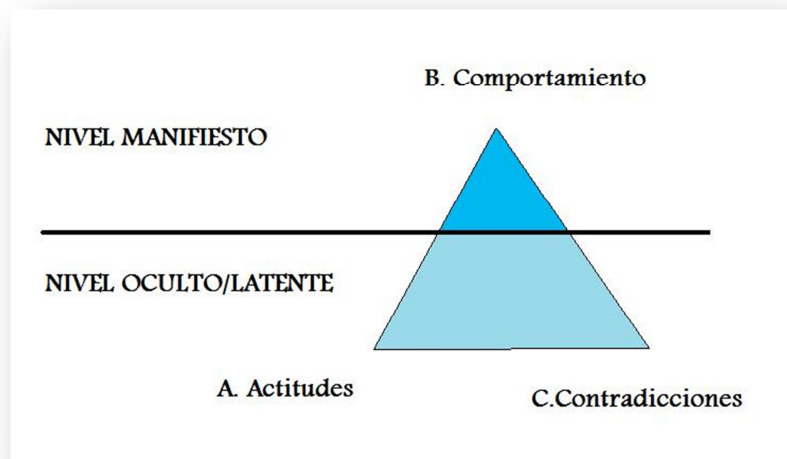 B. Comportamiento
NIVEL MANIFIESTO
NIVEL OCULTO/LATENTE
A. Actitudes
C.Contradicciones